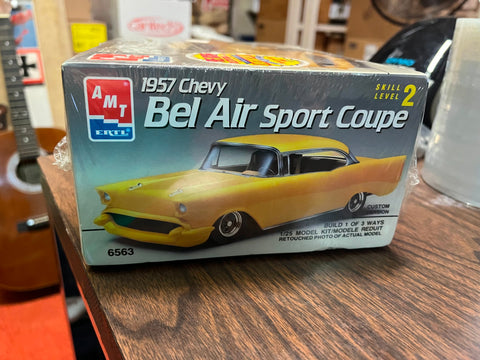 1957 Chevy
Bel Air Sport Coupe
SKILL
LEVEL 2
AMT
ERTL
CUSTOM
VERSION
BUILD 1 OF 3 WAYS
1/25 MODEL KIT/MODELE REDUIT
RETOUCHED PHOTO OF ACTUAL MODEL
6563